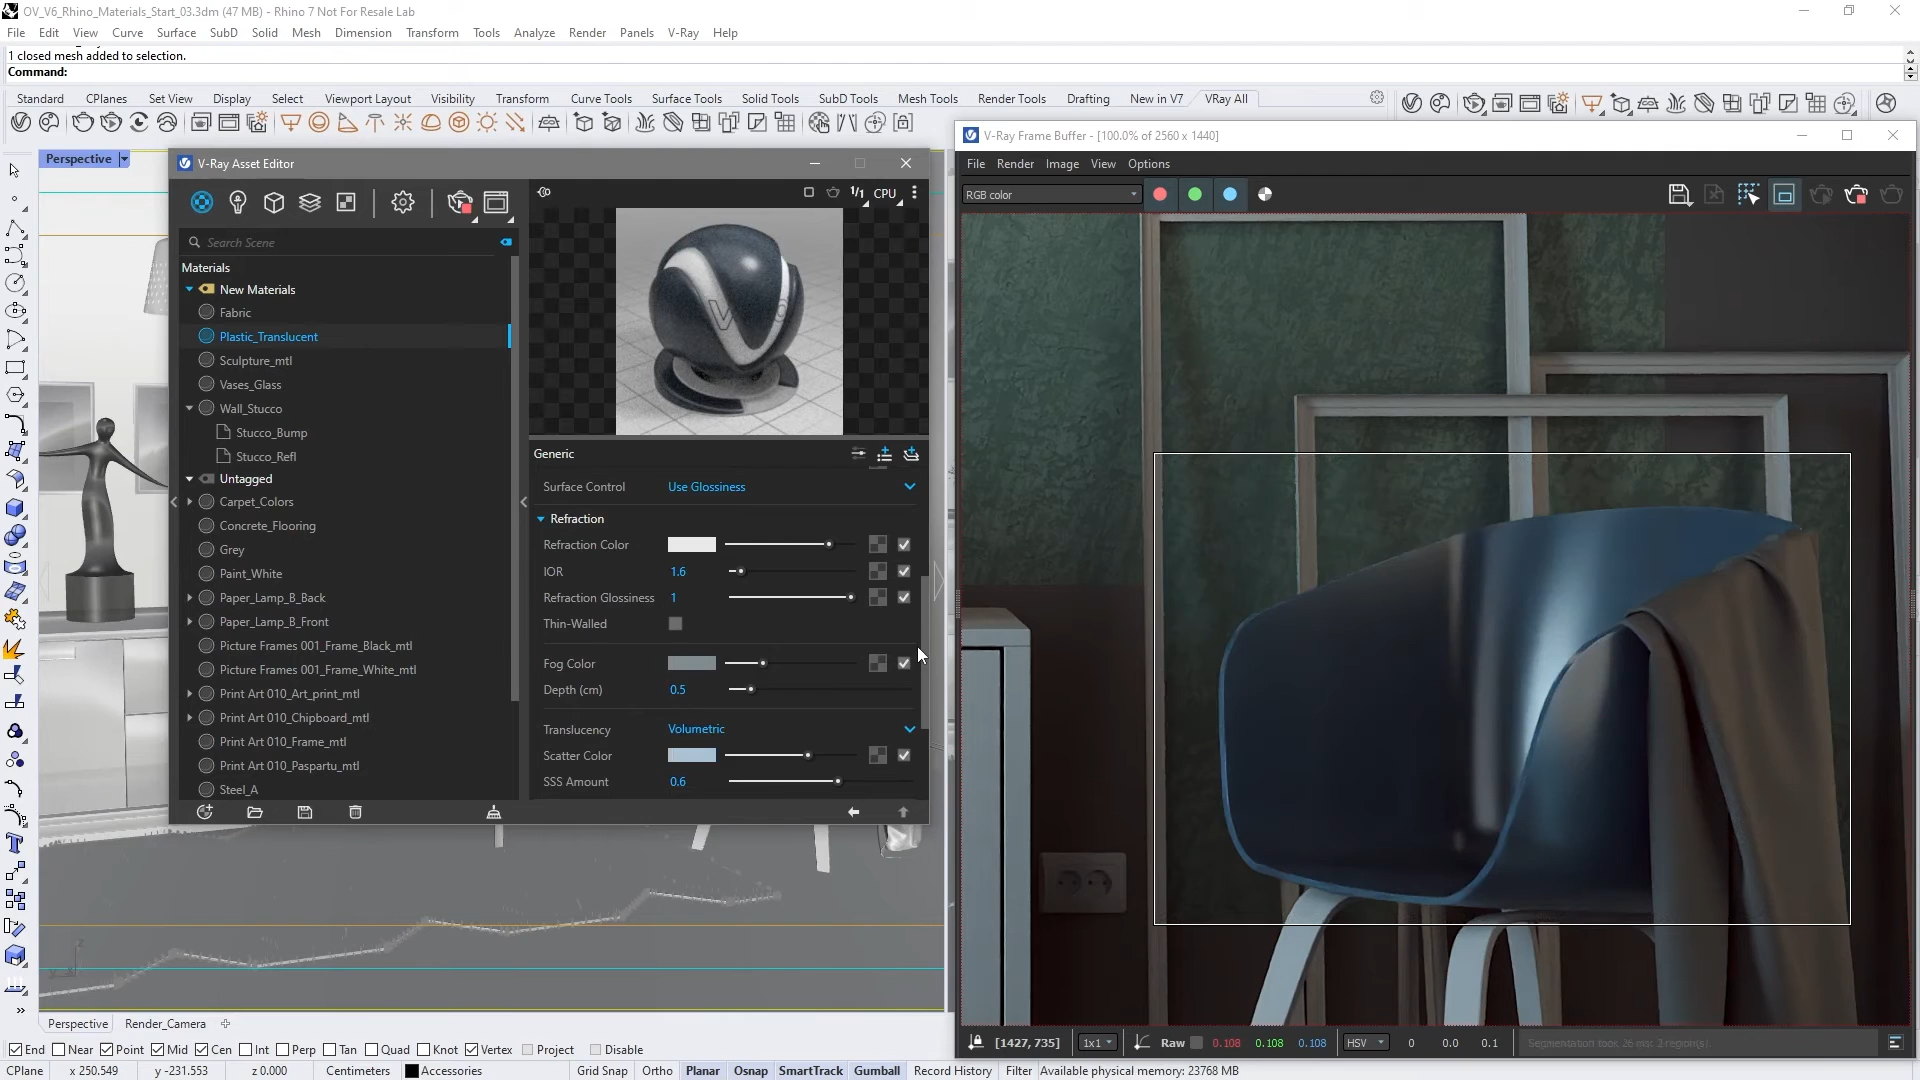 OV_V6_Rhino_Materials_Start_03.3dm (47 MB) - Rhino 7 Not For Resale Lab
File Edit View Curve Surface SubD Solid Mesh Dimension Transform Tools Analyze Render Panels V-Ray Help
1 closed mesh added to selection.
Command:
Standard CPlanes Set View Display Select Viewport Layout Visibility Transform Curve Tools Surface Tools Solid Tools SubD Tools Mesh Tools Render Tools Drafting New in V7 VRay All
Perspective
V-Ray Asset Editor
1/1 CPU
Search Scene
Materials
New Materials
Fabric
Plastic_Translucent
Sculpture_mtl
Vases_Glass
Wall_Stucco
Stucco_Bump
Stucco_Refl
Untagged
Carpet_Colors
Concrete_Flooring
Grey
Paint_White
Paper_Lamp_B_Back
Paper_Lamp_B_Front
Picture Frames 001_Frame_Black_mtl
Picture Frames 001_Frame_White_mtl
Print Art 010_Art_print_mtl
Print Art 010_Chipboard_mtl
Print Art 010_Frame_mtl
Print Art 010_Paspartu_mtl
Steel_A
Generic
Surface Control Use Glossiness
Refraction
Refraction Color
IOR 1.6
Refraction Glossiness 1
Thin-Walled
Fog Color
Depth (cm) 0.5
Translucency Volumetric
Scatter Color
SSS Amount 0.6
V-Ray Frame Buffer - [100.0% of 2560 x 1440]
File Render Image View Options
RGB color
[1427, 735] 1x1 Raw 0.108 0.108 0.108 HSV 0 0.0 0.1 Segmentation took 26 ms: 2 region(s).
Perspective Render_Camera
End Near Point Mid Cen Int Perp Tan Quad Knot Vertex Project Disable
CPlane x 250.549 y -231.553 z 0.000 Centimeters Accessories Grid Snap Ortho Planar Osnap SmartTrack Gumball Record History Filter Available physical memory: 23768 MB